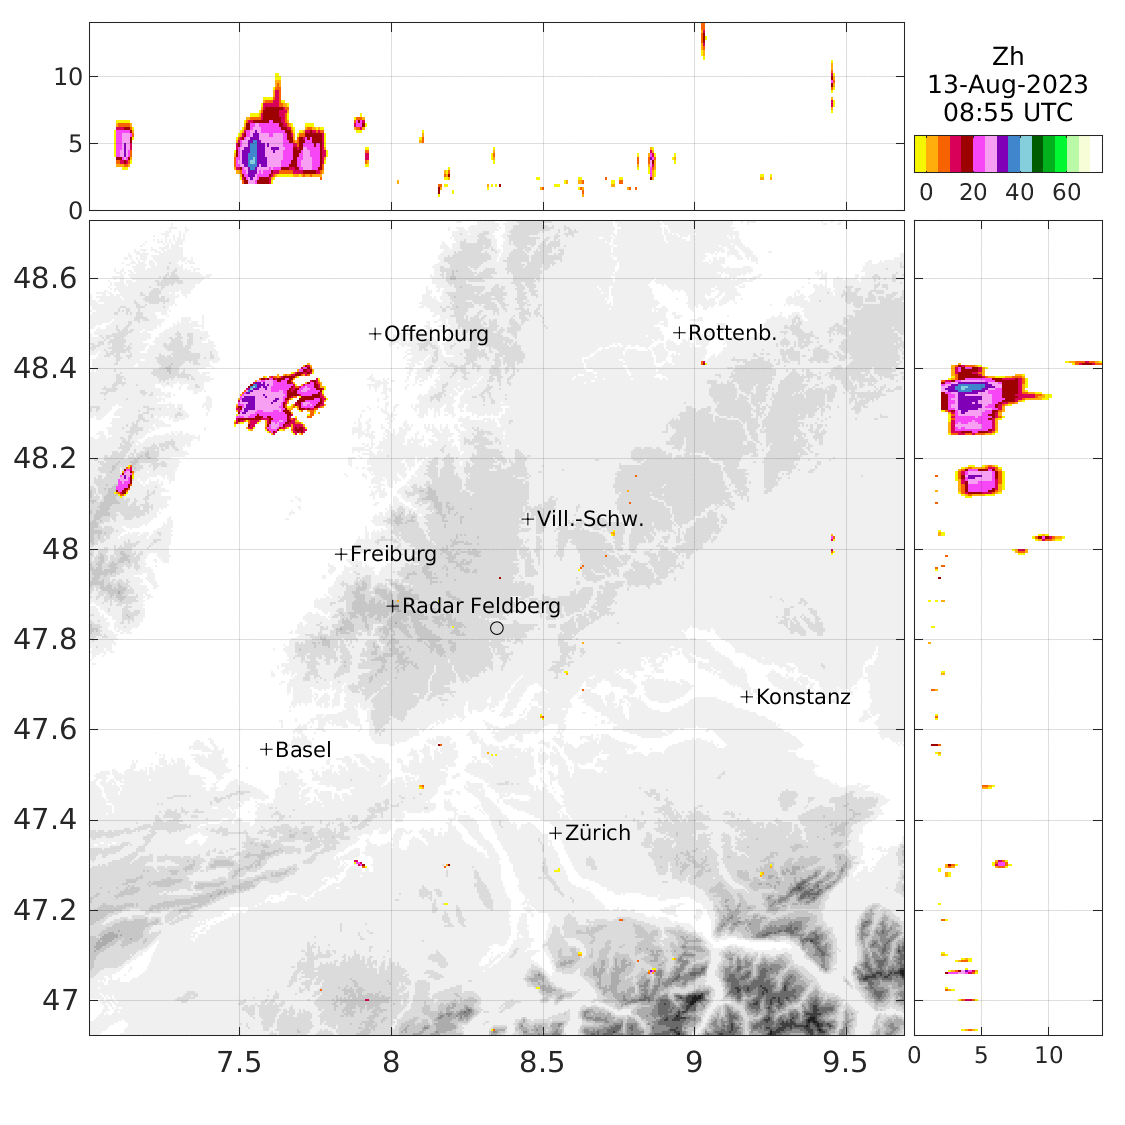 10
5
0
Zh
13-Aug-2023
08:55 UTC
0 20 40 60
48.6
48.4
48.2
48
47.8
47.6
47.4
47.2
47
+Offenburg
+Rottenb.
+Vill.-Schw.
+Freiburg
+Radar Feldberg
+Konstanz
+Basel
+Zürich
7.5 8 8.5 9 9.5
0 5 10